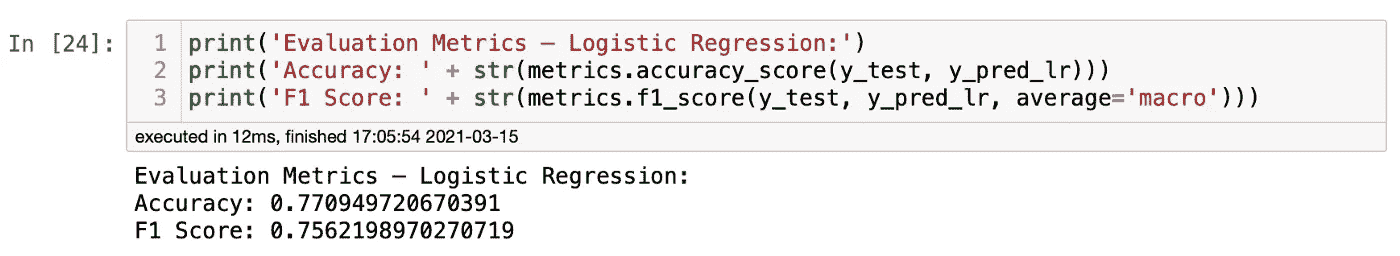 In [24]:
1 print('Evaluation Metrics – Logistic Regression:')
2 print('Accuracy: ' + str(metrics.accuracy_score(y_test, y_pred_lr)))
3 print('F1 Score: ' + str(metrics.f1_score(y_test, y_pred_lr, average='macro')))
executed in 12ms, finished 17:05:54 2021-03-15
Evaluation Metrics – Logistic Regression:
Accuracy: 0.770949720670391
F1 Score: 0.7562198970270719